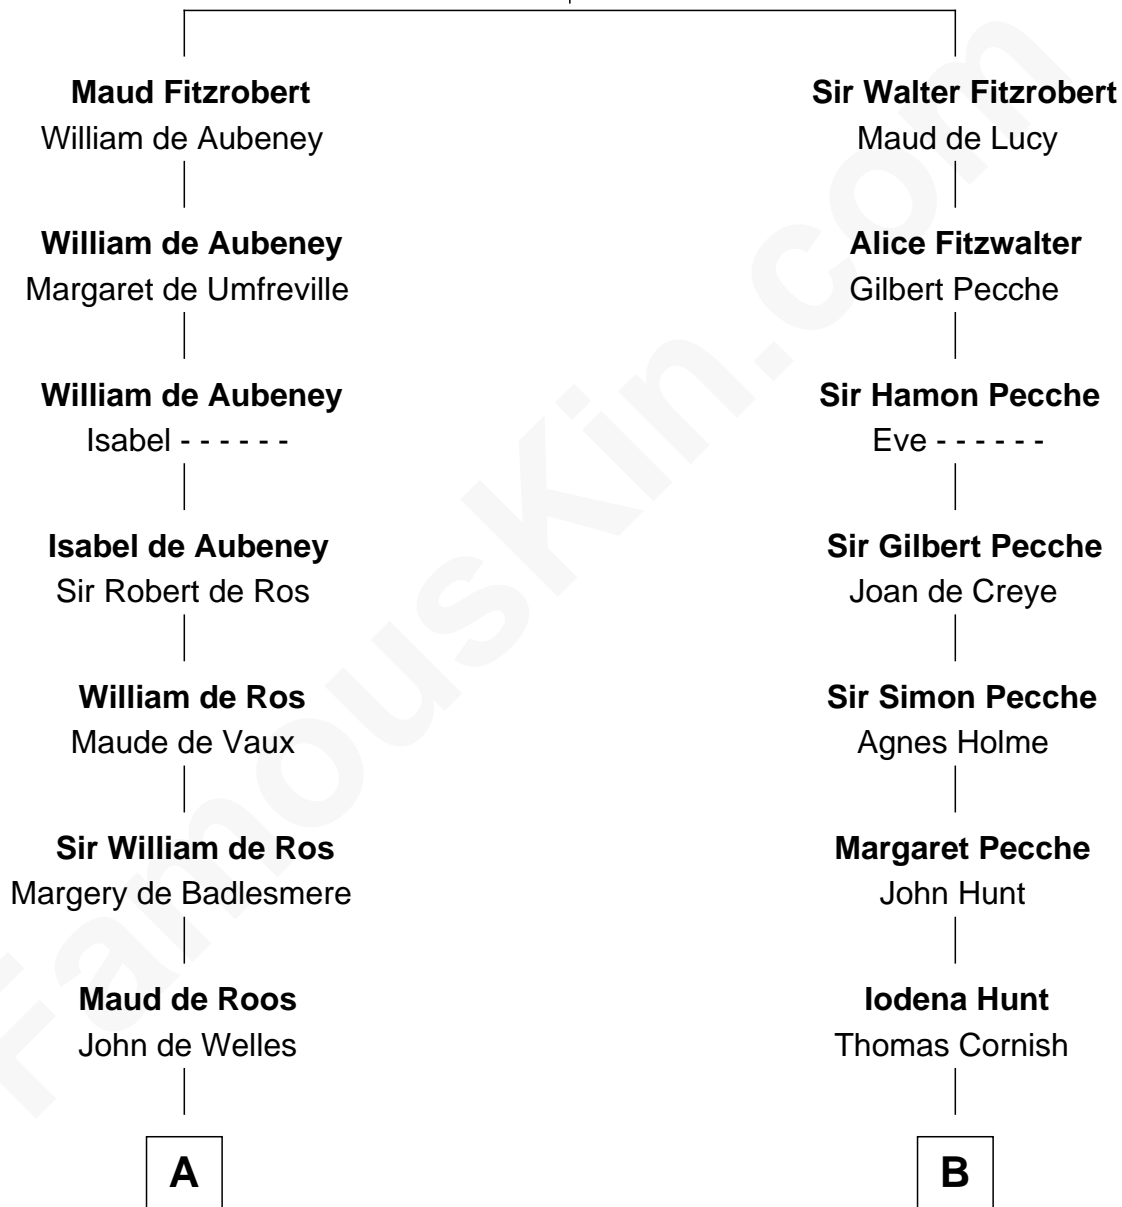 Maud Fitzrobert
William de Aubeney
William de Aubeney
Margaret de Umfreville
William de Aubeney
Isabel - - - - - -
Isabel de Aubeney
Sir Robert de Ros
William de Ros
Maude de Vaux
Sir William de Ros
Margery de Badlesmere
Maud de Roos
John de Welles
A
Sir Walter Fitzrobert
Maud de Lucy
Alice Fitzwalter
Gilbert Pecche
Sir Hamon Pecche
Eve - - - - - -
Sir Gilbert Pecche
Joan de Creye
Sir Simon Pecche
Agnes Holme
Margaret Pecche
John Hunt
Iodena Hunt
Thomas Cornish
B
FamousKin.com